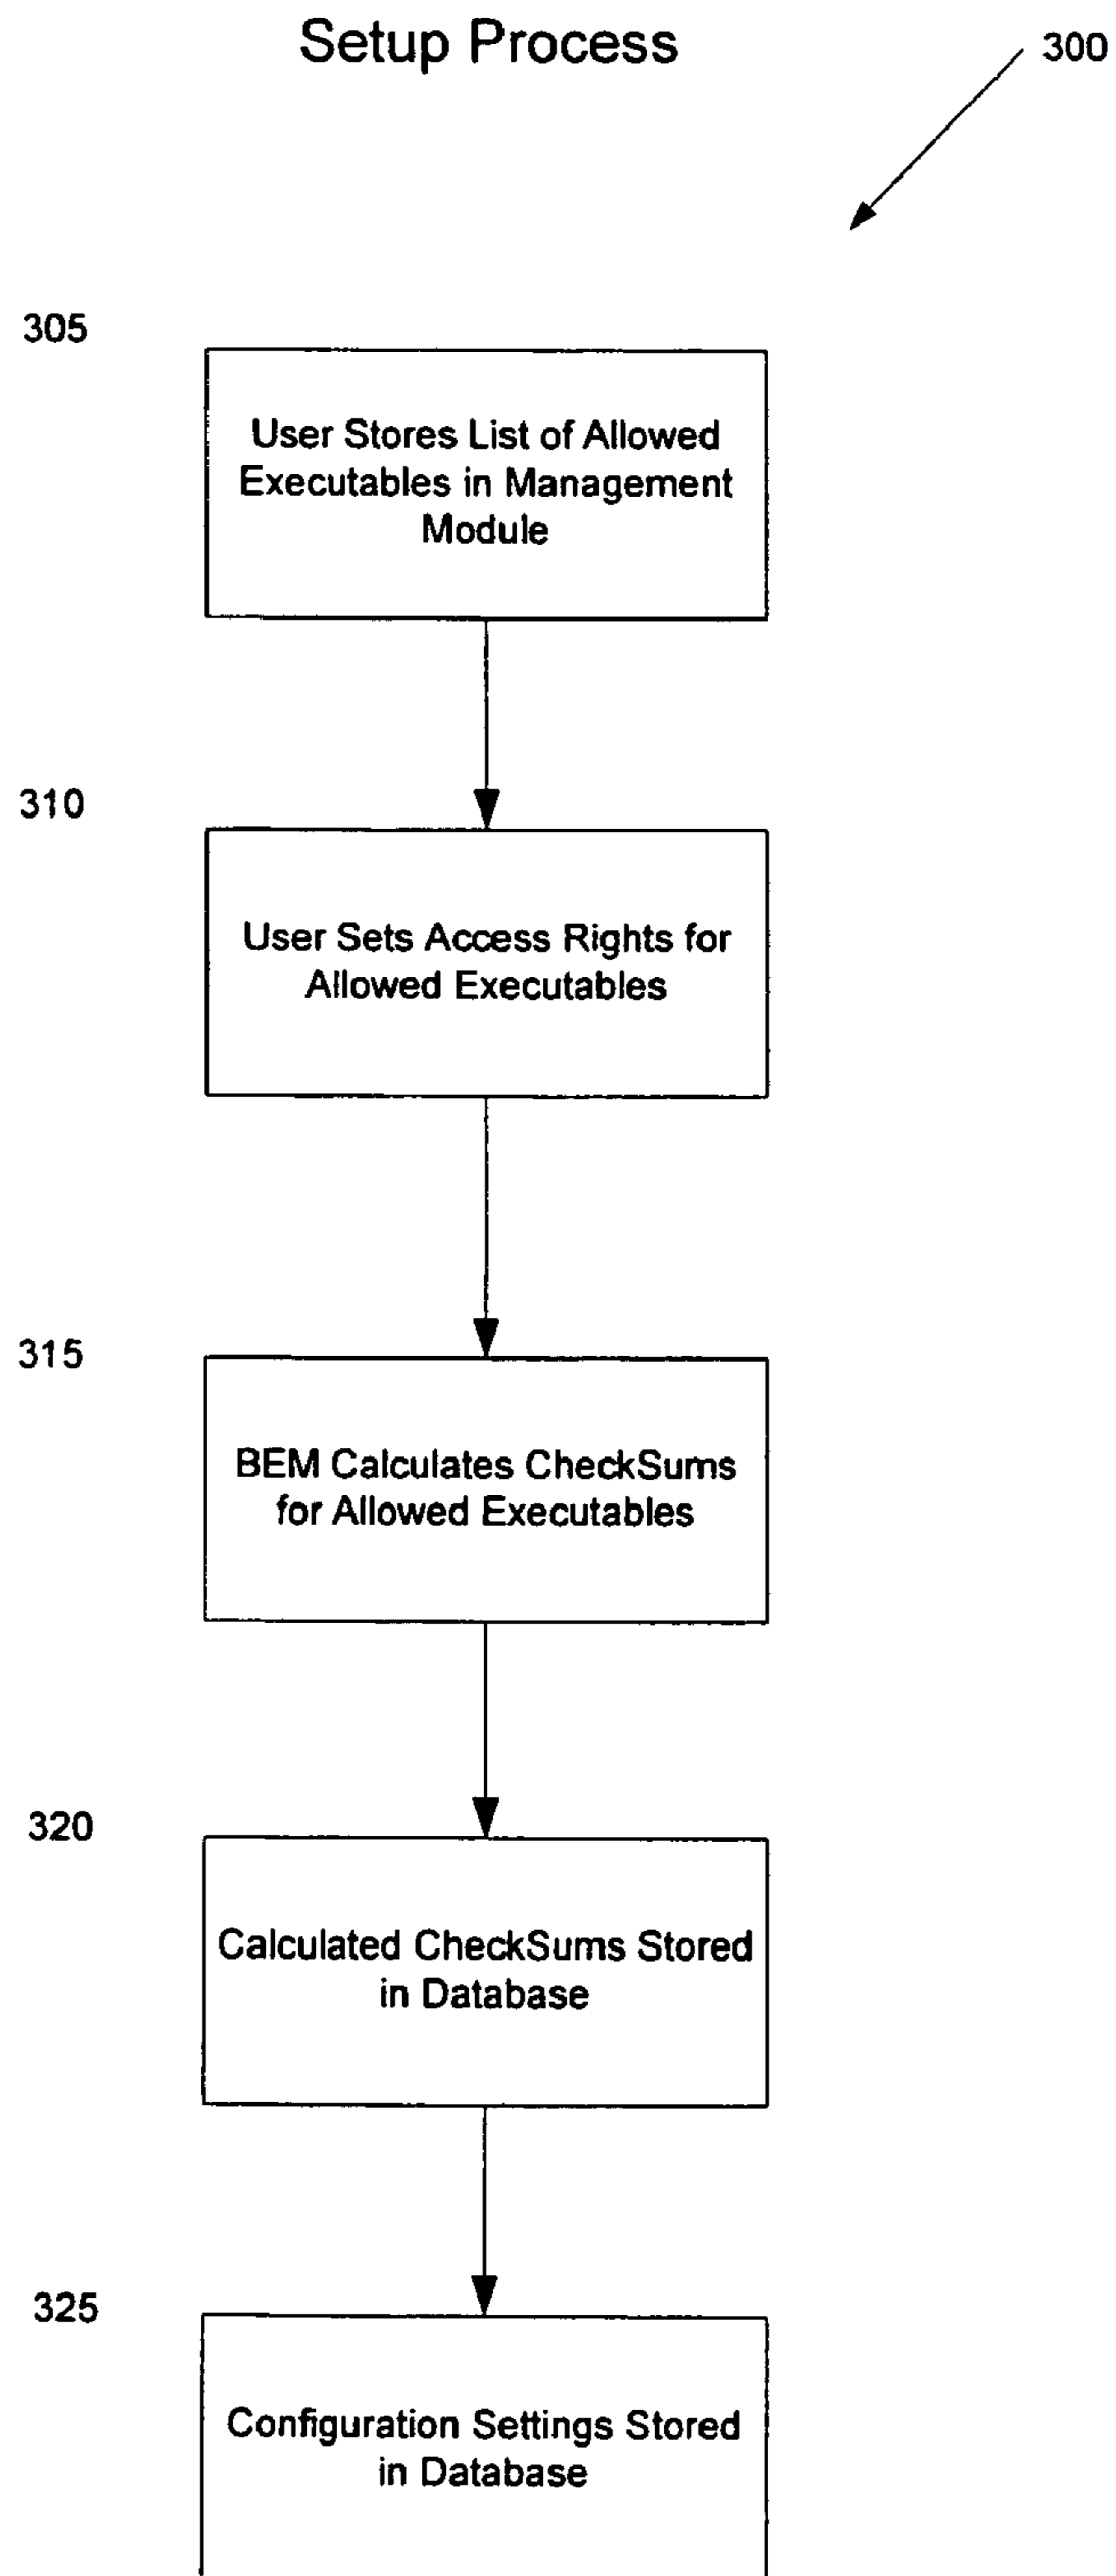 Setup Process
300
305
User Stores List of Allowed
Executables in Management
Module
310
User Sets Access Rights for
Allowed Executables
315
BEM Calculates CheckSums
for Allowed Executables
320
Calculated CheckSums Stored
in Database
325
Configuration Settings Stored
in Database